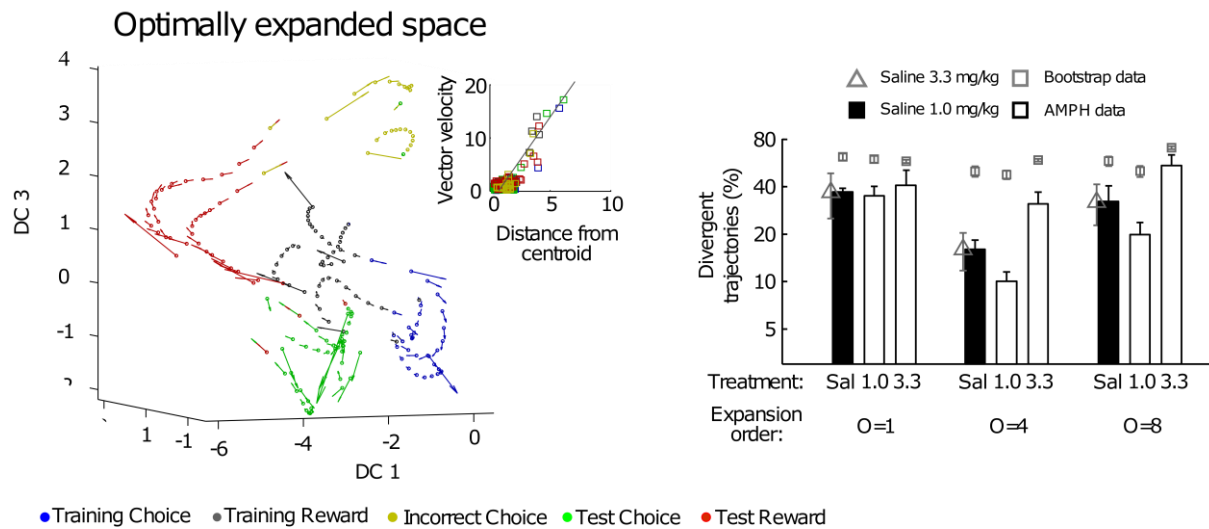 Optimally expanded space
4
3
2
1
0
-1
DC 3
1
-1
-6
-4
-2
0
DC 1
20
10
0
Vector velocity
0
5
10
Distance from
centroid
Saline 3.3 mg/kg
Bootstrap data
Saline 1.0 mg/kg
AMPH data
80
40
20
10
5
Divergent
trajectories (%)
Treatment: Sal 1.0 3.3 Sal 1.0 3.3 Sal 1.0 3.3
Expansion
order:
O=1 O=4 O=8
Training Choice Training Reward Incorrect Choice Test Choice Test Reward